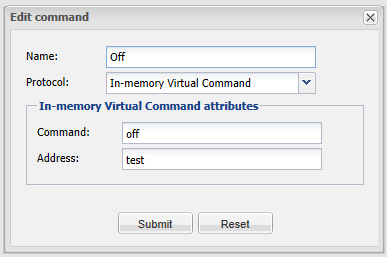 Edit command
Name: Off
Protocol: In-memory Virtual Command
In-memory Virtual Command attributes
Command: off
Address: test
Submit Reset